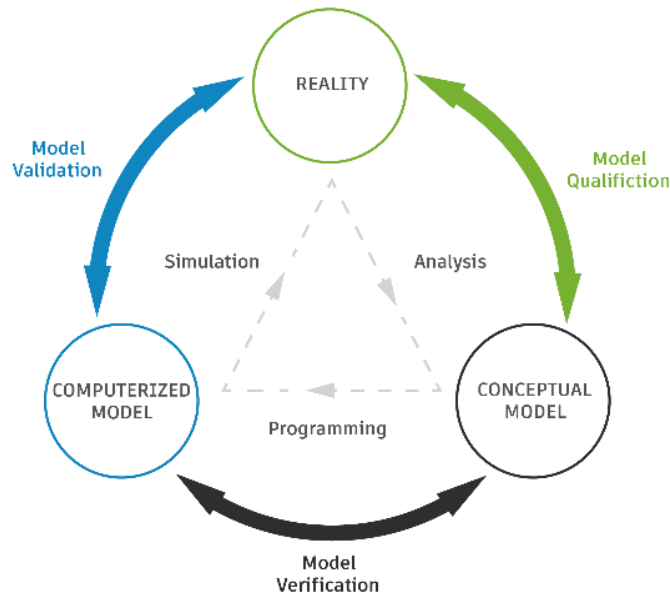 REALITY
Model
Validation
Model
Qualifiction
Simulation
Analysis
COMPUTERIZED
MODEL
CONCEPTUAL
MODEL
Programming
Model
Verification